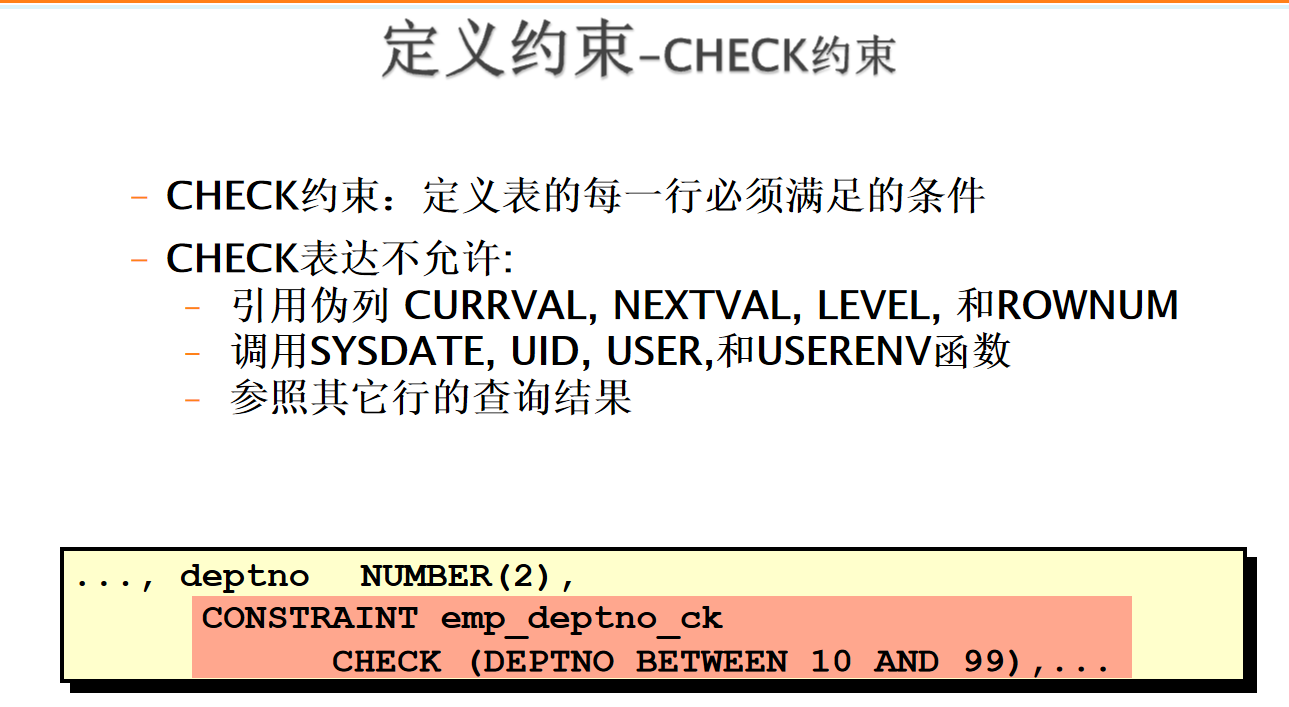 定义约束-CHECK约束
– CHECK约束：定义表的每一行必须满足的条件
– CHECK表达不允许:
– 引用伪列 CURRVAL, NEXTVAL, LEVEL, 和ROWNUM
– 调用SYSDATE, UID, USER,和USERENV函数
– 参照其它行的查询结果
..., deptno NUMBER(2),
CONSTRAINT emp_deptno_ck
CHECK (DEPTNO BETWEEN 10 AND 99),...